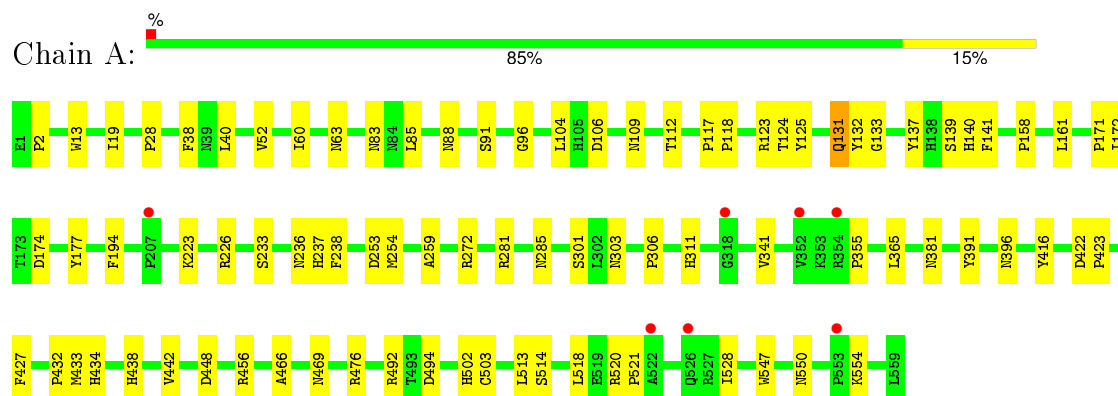 %
Chain A:
85% 15%
E1 P2 W13 I19 P28 F38 N39 L40 V52 I60 N63 N83 N84 L85 N88 S91 G96 L104 H105 D106 N109 T112 P117 P118 R123 T124 Y125 Q131 Y132 G133 Y137 H138 S139 H140 F141 P158 L161 P171 I172
T173 D174 Y177 F194 P207 K223 R226 S233 N236 H237 F238 D253 M254 A259 R272 R281 N285 S301 L302 N303 P306 H311 G318 V341 V352 K353 R354 P355 L365 N381 Y391 N396 Y416 D422 P423
F427 P432 M433 H434 H438 V442 D448 R456 A466 N469 R476 R492 T493 D494 H502 C503 L513 S514 L518 E519 R520 P521 A522 Q526 R527 I528 W547 N550 P553 K554 L559